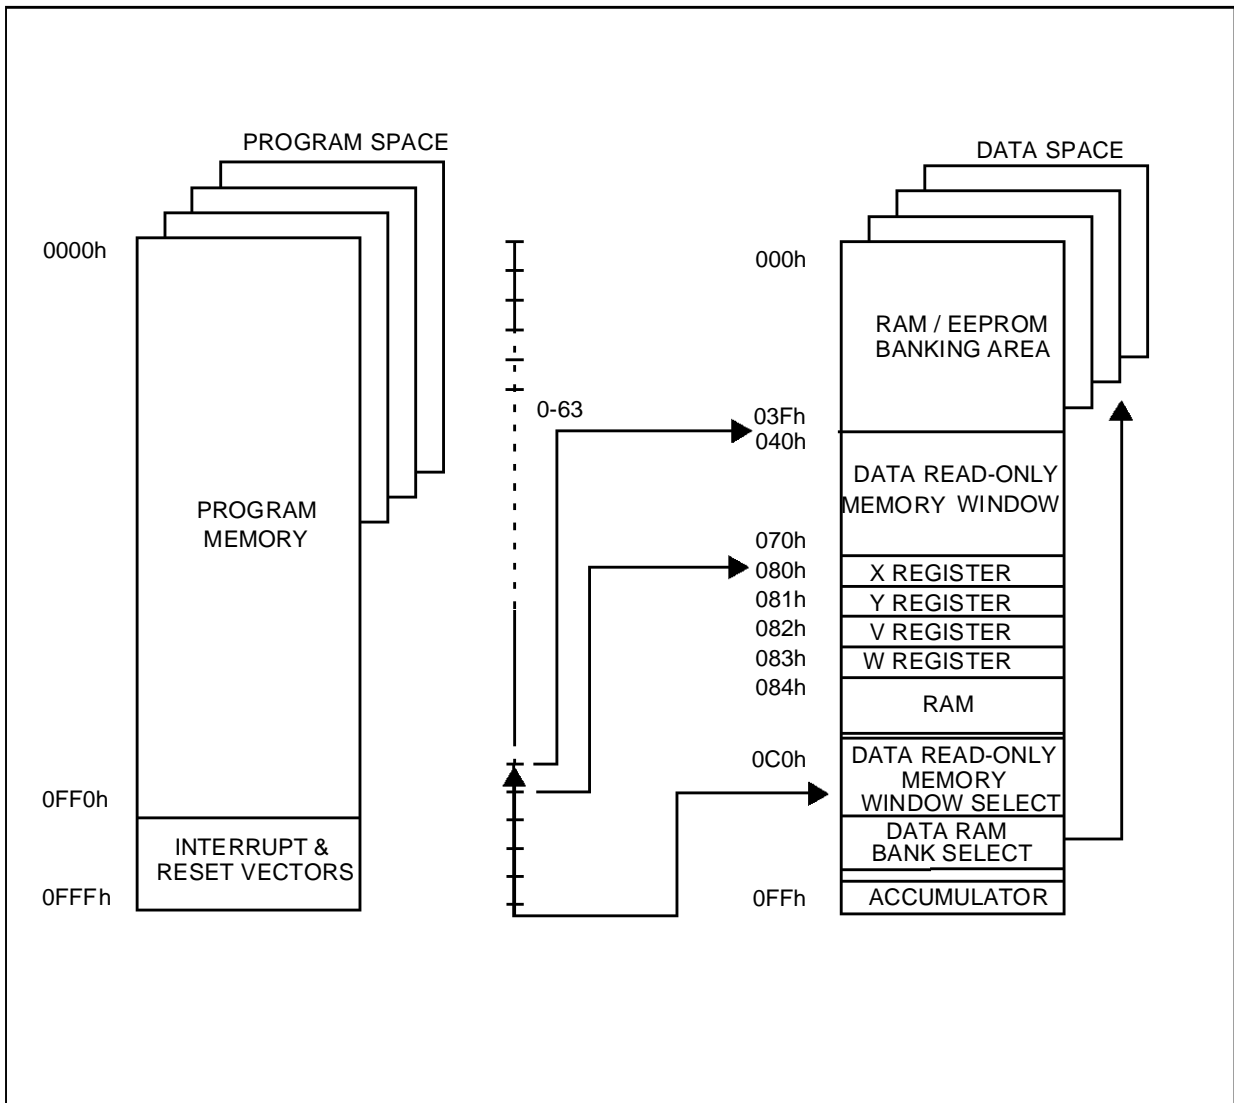 PROGRAM SPACE
0000h
PROGRAM
MEMORY
0FF0h
INTERRUPT &
RESET VECTORS
0FFFh
0-63
DATA SPACE
000h
RAM / EEPROM
BANKING AREA
03Fh
040h
DATA READ-ONLY
MEMORY WINDOW
070h
080h
X REGISTER
081h
Y REGISTER
082h
V REGISTER
083h
W REGISTER
084h
RAM
0C0h
DATA READ-ONLY
MEMORY
WINDOW SELECT
DATA RAM
BANK SELECT
0FFh
ACCUMULATOR